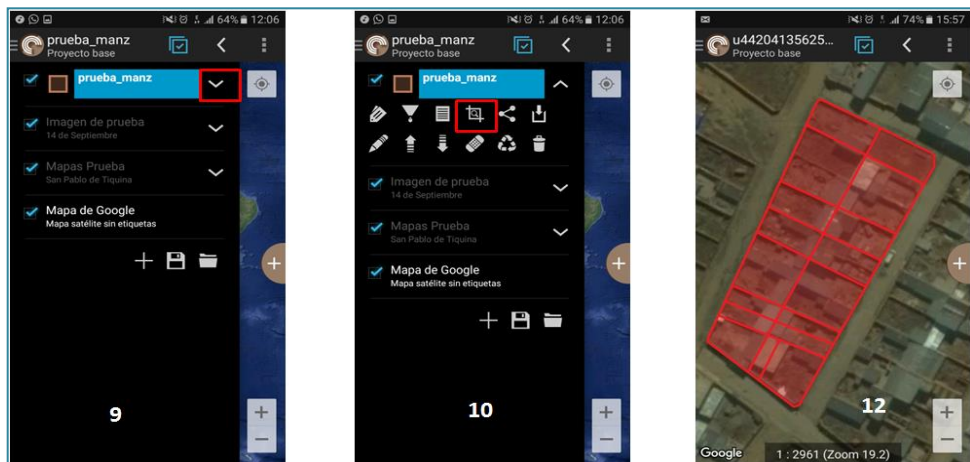 64% 12:06
prueba_manz
Proyecto base
prueba_manz
Imagen de prueba
14 de Septiembre
Mapas Prueba
San Pablo de Tiquina
Mapa de Google
Mapa satélite sin etiquetas
9
64% 12:06
prueba_manz
Proyecto base
prueba_manz
Imagen de prueba
14 de Septiembre
Mapas Prueba
San Pablo de Tiquina
Mapa de Google
Mapa satélite sin etiquetas
10
74% 15:57
u44204135625...
Proyecto base
12
Google
1 : 2961 (Zoom 19.2)